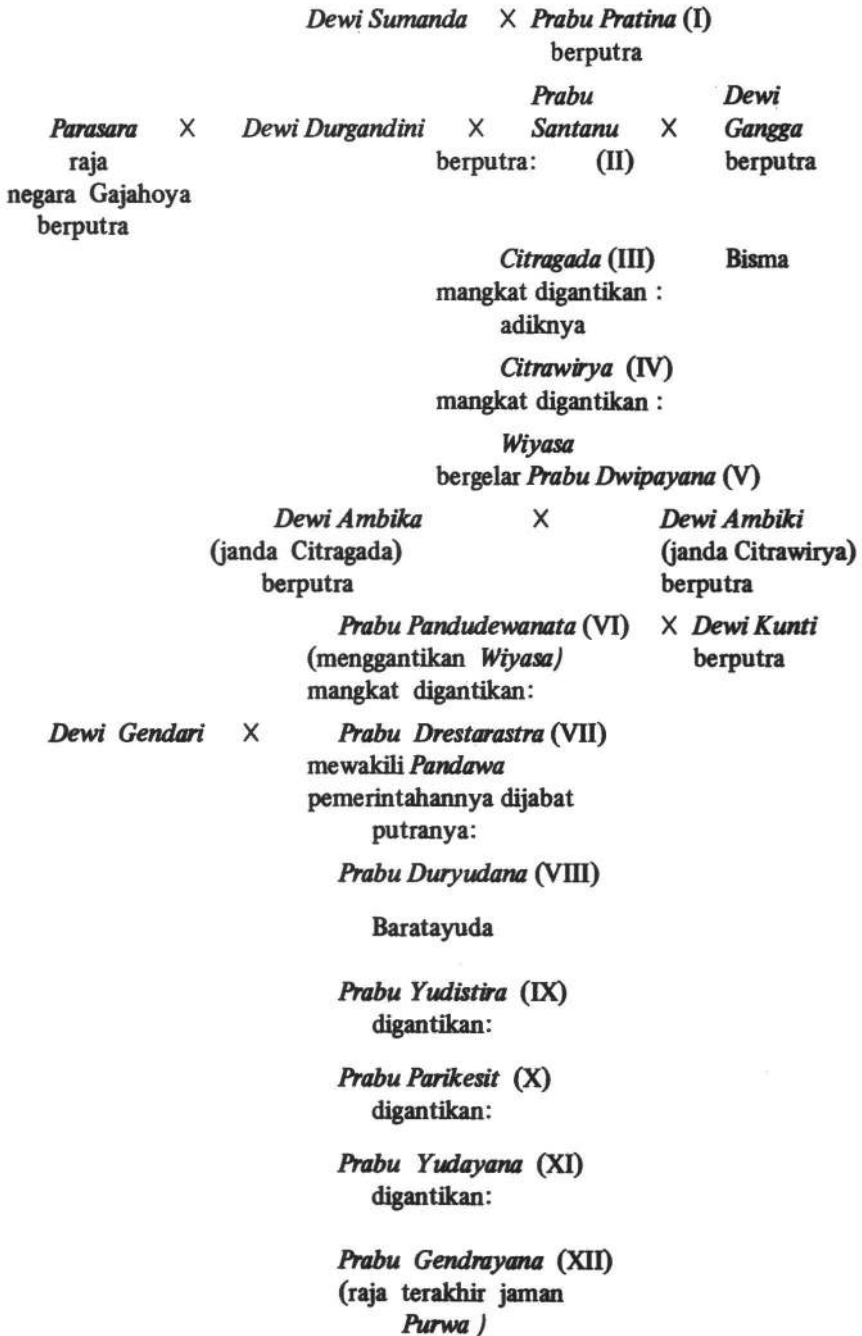 Dewi Sumanda X Prabu Pratina (I)
berputra
Prabu Dewi
Parasara X Dewi Durgandini X Santanu X Gangga
raja berputra: (II) berputra
negara Gajahoya
berputra
Citragada (III) Bisma
mangkat digantikan :
adiknya
Citrawirya (IV)
mangkat digantikan :
Wiyasa
bergelar Prabu Dwipayana (V)
Dewi Ambika X Dewi Ambiki
(janda Citragada) (janda Citrawirya)
berputra berputra
Prabu Pandudewanata (VI) X Dewi Kunti
(menggantikan Wiyasa) berputra
mangkat digantikan:
Dewi Gendari X Prabu Drestarastra (VII)
mewakili Pandawa
pemerintahannya dijabat
putranya:
Prabu Duryudana (VIII)
Baratayuda
Prabu Yudistira (IX)
digantikan:
Prabu Parikesit (X)
digantikan:
Prabu Yudayana (XI)
digantikan:
Prabu Gendrayana (XII)
(raja terakhir jaman
Purwa )